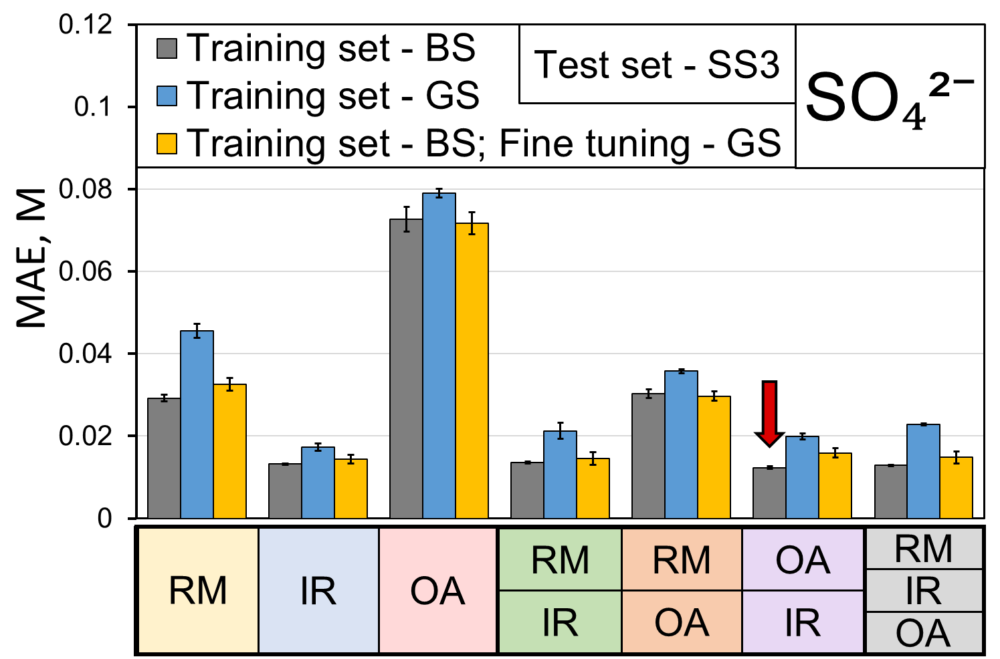 0.12
0.1
0.08
0.06
0.04
0.02
0
MAE, M
Training set - BS
Training set - GS
Training set - BS; Fine tuning - GS
Test set - SS3
SO₄²⁻
RM
IR
OA
RM
IR
RM
OA
OA
IR
RM
IR
OA